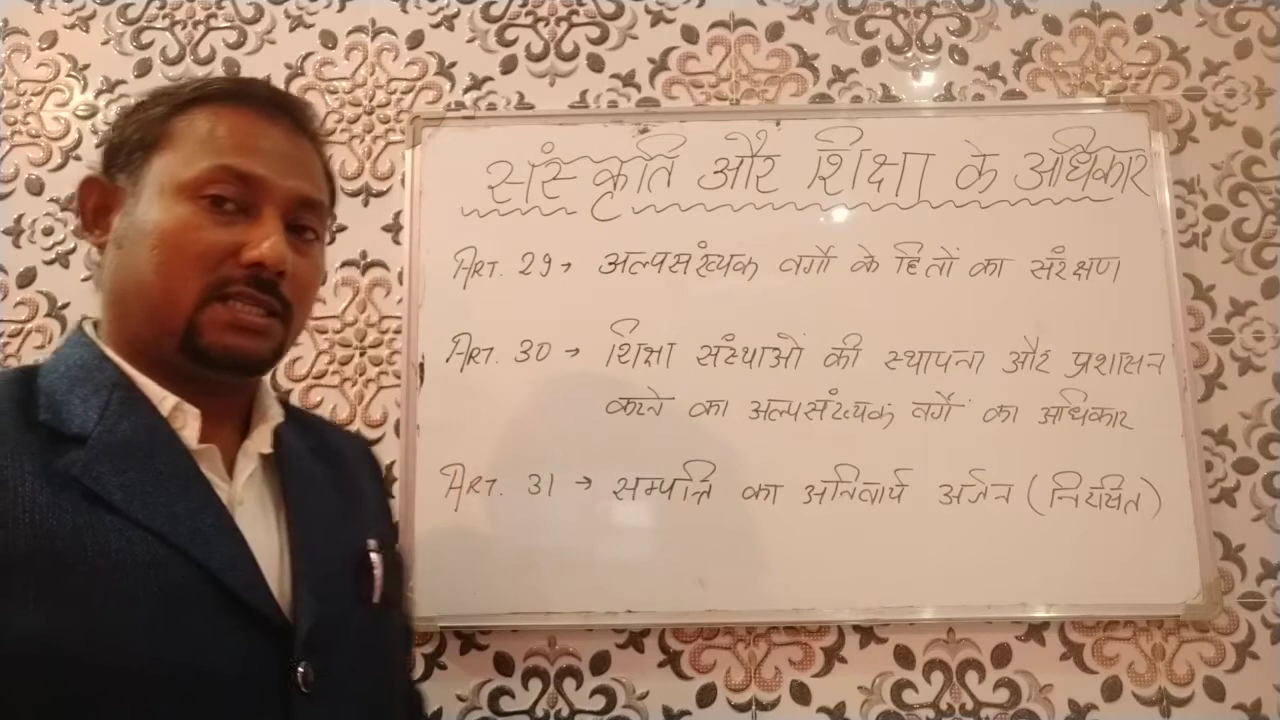 संस्कृति और शिक्षा के अधिकार
ART. 29→ अल्पसंख्यक वर्गो के हितों का संरक्षण
ART. 30 → शिक्षा संस्थाओं की स्थापना और प्रशासन
करने का अल्पसंख्यक वर्गो का अधिकार
ART. 31 → सम्पत्ति का अनिवार्य अर्जन (निरसित)